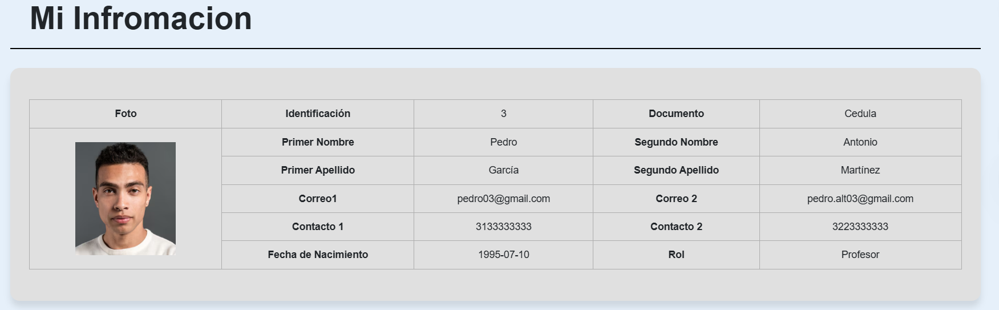 Mi Infromacion
Foto Identificación 3 Documento Cedula
Primer Nombre Pedro Segundo Nombre Antonio
Primer Apellido García Segundo Apellido Martínez
Correo1 pedro03@gmail.com Correo 2 pedro.alt03@gmail.com
Contacto 1 3133333333 Contacto 2 3223333333
Fecha de Nacimiento 1995-07-10 Rol Profesor